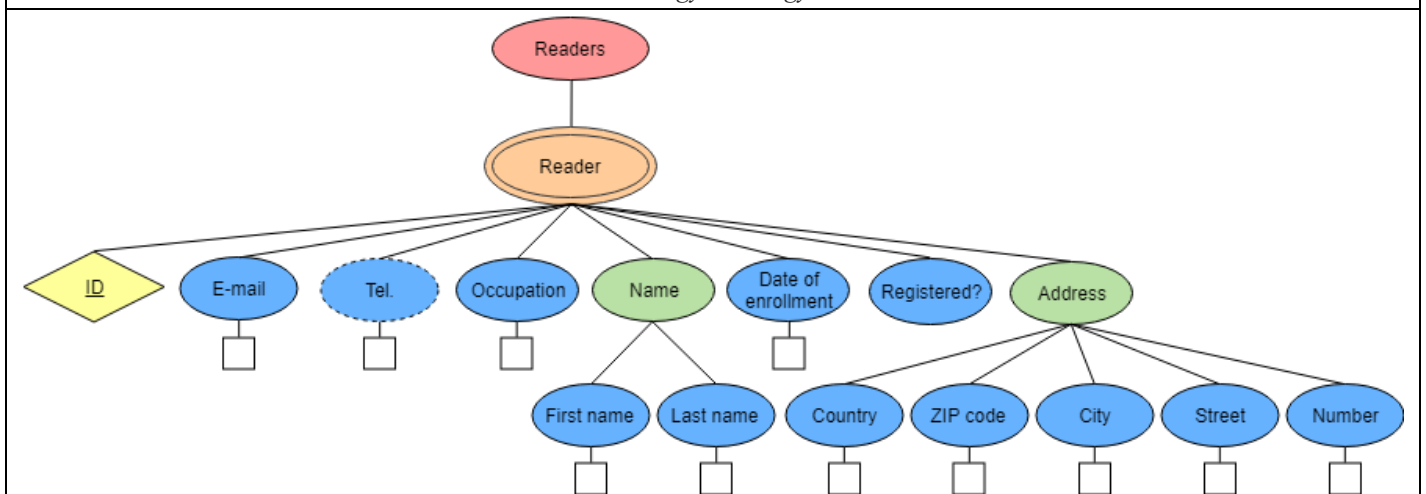 Readers
Reader
ID
E-mail
Tel.
Occupation
Name
Date of
enrollment
Registered?
Address
First name
Last name
Country
ZIP code
City
Street
Number